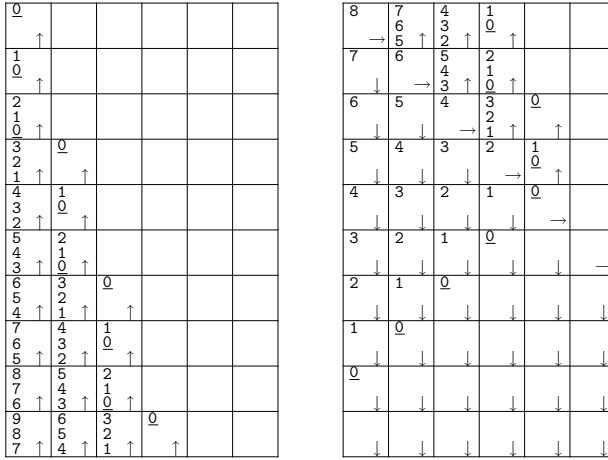 0
↑
1
0
↑
2
1
0 ↑
3 0
2
1 ↑ ↑
4 1
3 0
2 ↑ ↑
5 2
4 1
3 ↑ 0 ↑
6 3 0
5 2
4 ↑ 1 ↑ ↑
7 4 1
6 3 0
5 ↑ 2 ↑ ↑
8 5 2
7 4 1
6 ↑ 3 ↑ 0 ↑
9 6 3 0
8 5 2
7 ↑ 4 ↑ 1 ↑ ↑
8 7 4 1
6 3 0
→ 5 ↑ 2 ↑ ↑
7 6 5 2
4 1
↓ → 3 ↑ 0 ↑
6 5 4 3 0
2
↓ ↓ → 1 ↑ ↑
5 4 3 2 1
0
↓ ↓ ↓ → ↑
4 3 2 1 0
↓ ↓ ↓ ↓ →
3 2 1 0
↓ ↓ ↓ ↓ ↓ →
2 1 0
↓ ↓ ↓ ↓ ↓ ↓
1 0
↓ ↓ ↓ ↓ ↓ ↓
0
↓ ↓ ↓ ↓ ↓ ↓
↓ ↓ ↓ ↓ ↓ ↓